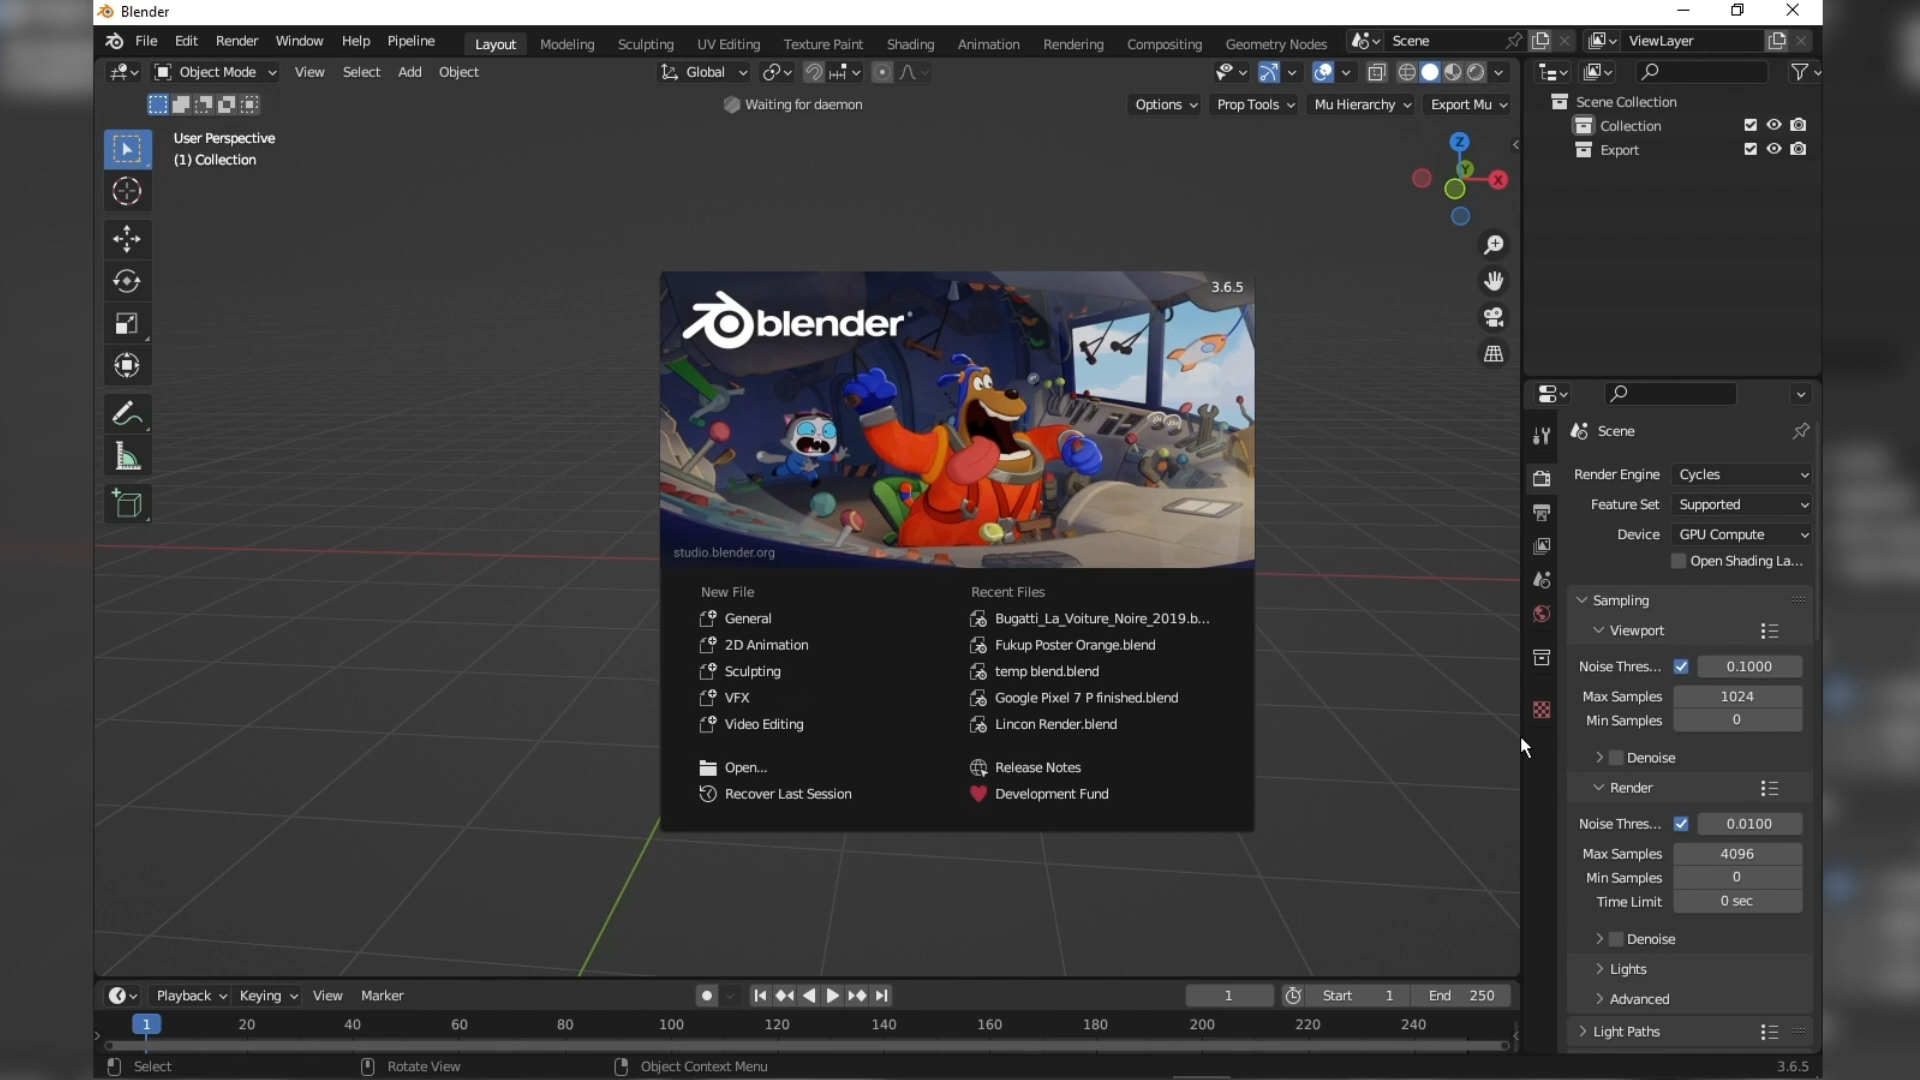 Blender
File Edit Render Window Help Pipeline Layout Modeling Sculpting UV Editing Texture Paint Shading Animation Rendering Compositing Geometry Nodes Scene ViewLayer
Object Mode View Select Add Object Global
Waiting for daemon Options Prop Tools Mu Hierarchy Export Mu
User Perspective
(1) Collection
Z
Y
X
Scene Collection
Collection
Export
3.6.5
blender
studio.blender.org
New File
General
2D Animation
Sculpting
VFX
Video Editing
Open...
Recover Last Session
Recent Files
Bugatti_La_Voiture_Noire_2019.b...
Fukup Poster Orange.blend
temp blend.blend
Google Pixel 7 P finished.blend
Lincon Render.blend
Release Notes
Development Fund
Scene
Render Engine Cycles
Feature Set Supported
Device GPU Compute
Open Shading La...
Sampling
Viewport
Noise Thres... 0.1000
Max Samples 1024
Min Samples 0
Denoise
Render
Noise Thres... 0.0100
Max Samples 4096
Min Samples 0
Time Limit 0 sec
Denoise
Lights
Advanced
Light Paths
Playback Keying View Marker 1 Start 1 End 250
1 20 40 60 80 100 120 140 160 180 200 220 240
Select Rotate View Object Context Menu 3.6.5